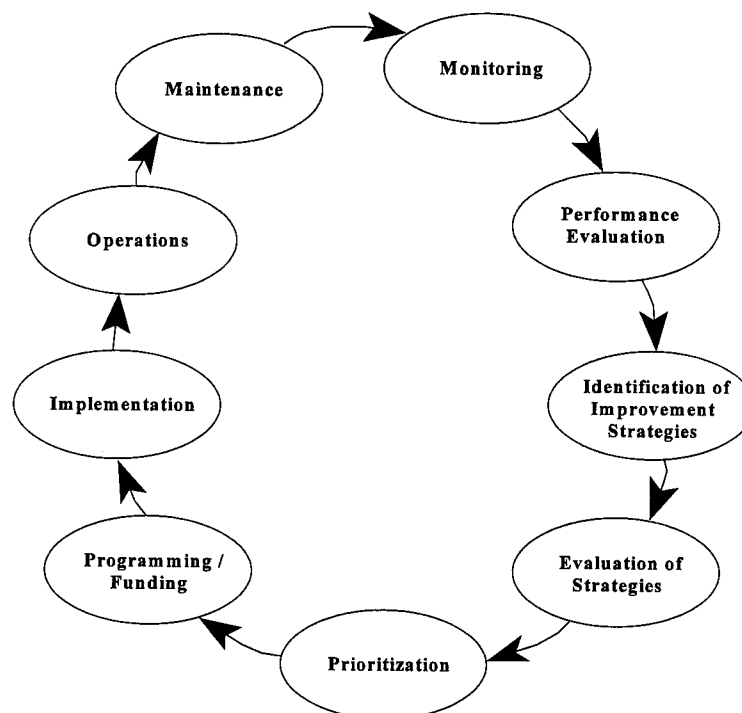 Maintenance
Monitoring
Performance
Evaluation
Identification of
Improvement
Strategies
Evaluation of
Strategies
Prioritization
Programming /
Funding
Implementation
Operations